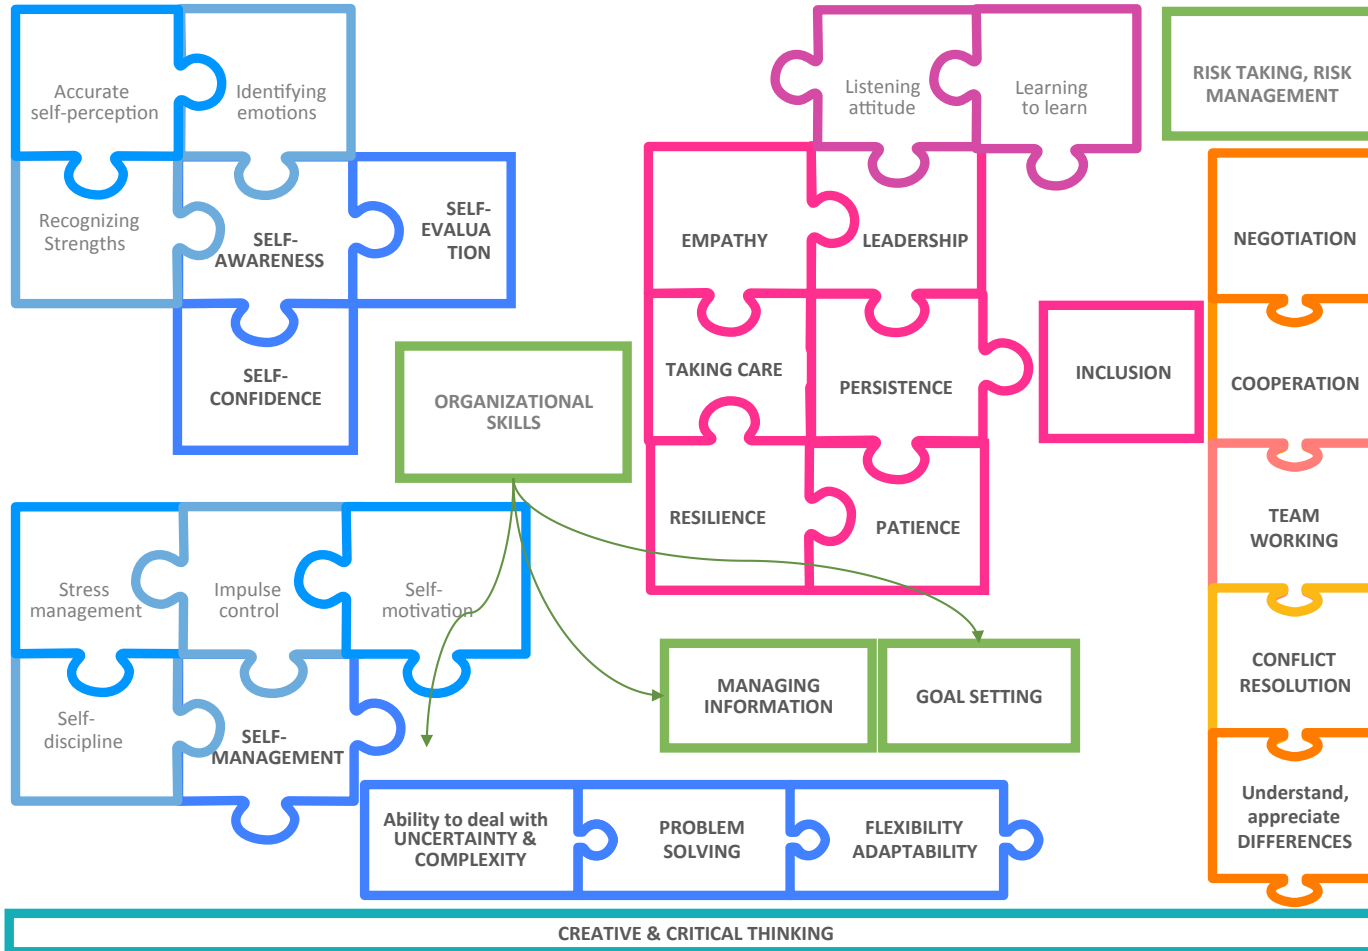 Accurate
self-perception
Identifying
emotions
Recognizing
Strengths
SELF-
AWARENESS
SELF-
EVALUA
TION
SELF-
CONFIDENCE
ORGANIZATIONAL
SKILLS
Listening
attitude
Learning
to learn
RISK TAKING, RISK
MANAGEMENT
EMPATHY
LEADERSHIP
TAKING CARE
PERSISTENCE
INCLUSION
RESILIENCE
PATIENCE
NEGOTIATION
COOPERATION
TEAM
WORKING
CONFLICT
RESOLUTION
Understand,
appreciate
DIFFERENCES
Stress
management
Impulse
control
Self-
motivation
Self-
discipline
SELF-
MANAGEMENT
MANAGING
INFORMATION
GOAL SETTING
Ability to deal with
UNCERTAINTY &
COMPLEXITY
PROBLEM
SOLVING
FLEXIBILITY
ADAPTABILITY
CREATIVE & CRITICAL THINKING